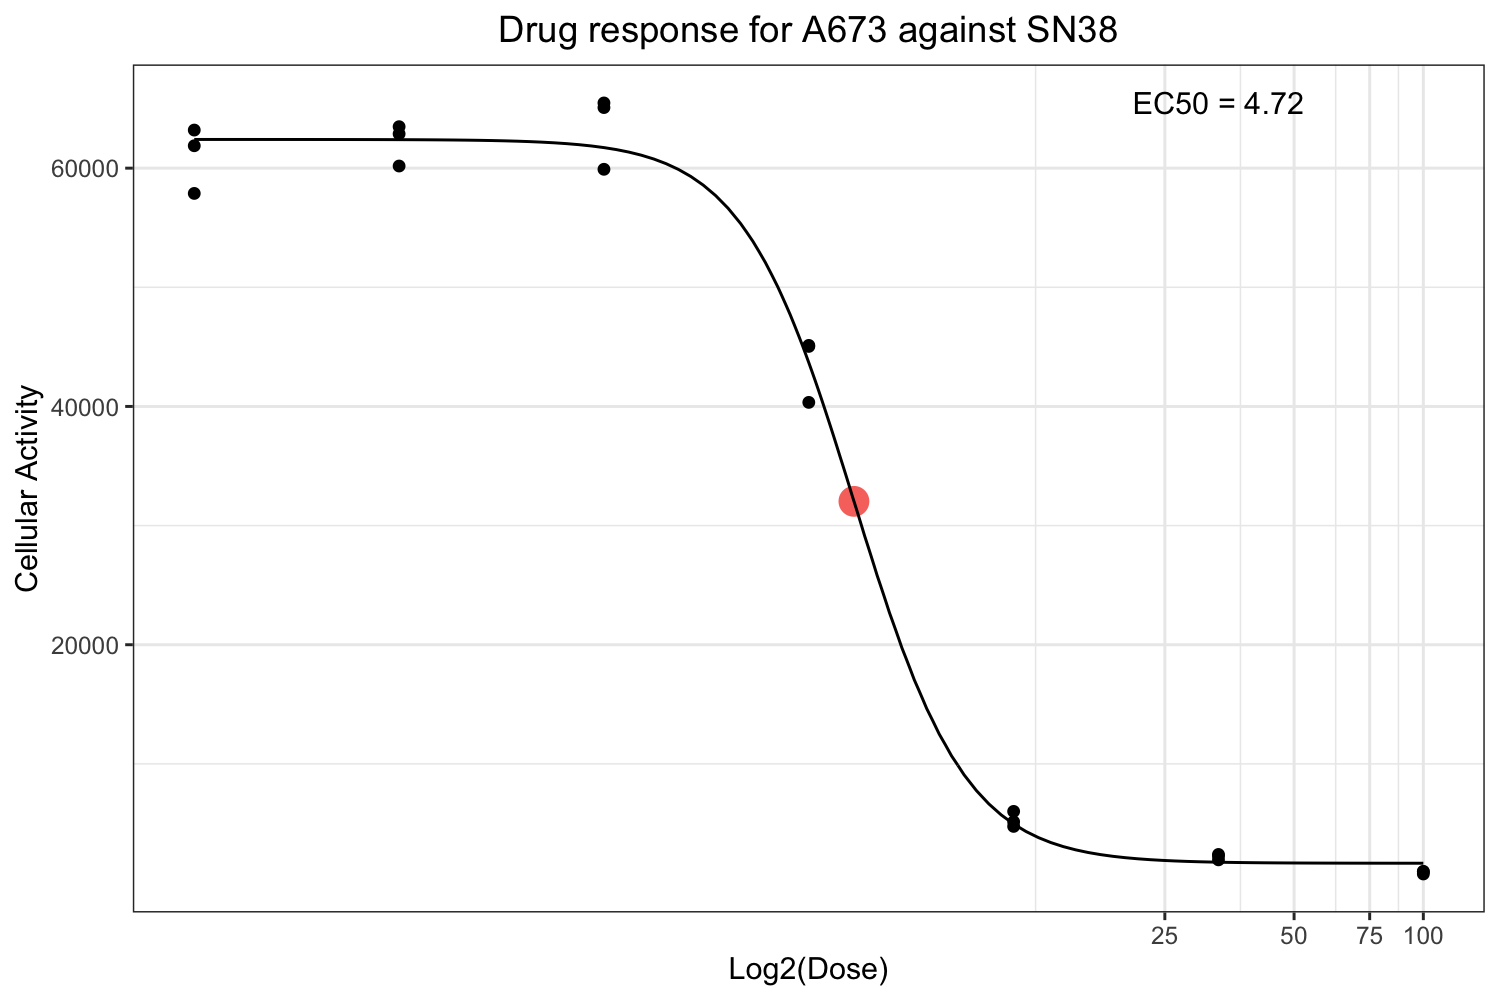 Drug response for A673 against SN38
EC50 = 4.72
60000
40000
20000
Cellular Activity
25 50 75 100
Log2(Dose)